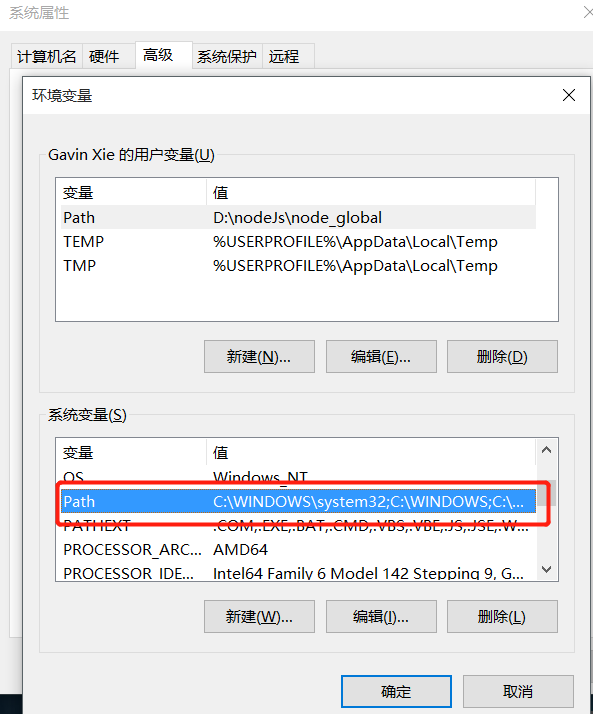 系统属性
计算机名 硬件 高级 系统保护 远程
环境变量
Gavin Xie 的用户变量(U)
变量 值
Path D:\nodeJs\node_global
TEMP %USERPROFILE%\AppData\Local\Temp
TMP %USERPROFILE%\AppData\Local\Temp
新建(N)... 编辑(E)... 删除(D)
系统变量(S)
变量 值
OS Windows_NT
Path C:\WINDOWS\system32;C:\WINDOWS;C:\...
PATHEXT .COM;.EXE;.BAT;.CMD;.VBS;.VBE;.JS;.JSE;.W...
PROCESSOR_ARC... AMD64
PROCESSOR_IDE... Intel64 Family 6 Model 142 Stepping 9, G...
新建(W)... 编辑(I)... 删除(L)
确定 取消